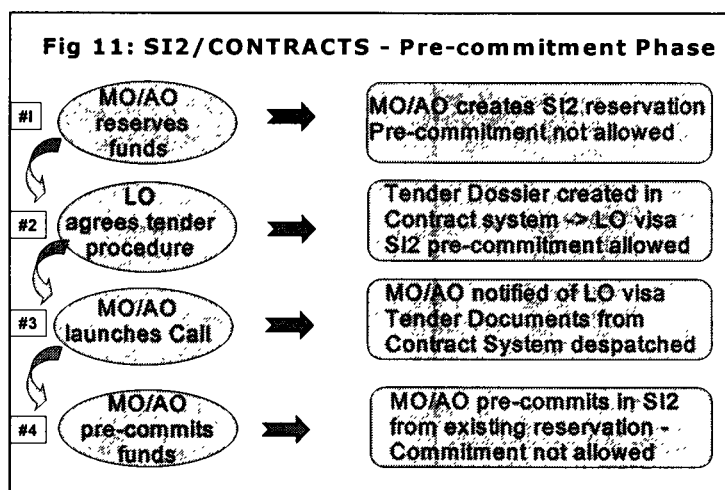 Fig 11: SI2/CONTRACTS - Pre-commitment Phase
#1
MO/AO
reserves
funds
MO/AO creates SI2 reservation
Pre-commitment not allowed
#2
LO
agrees tender
procedure
Tender Dossier created in
Contract system -> LO visa
SI2 pre-commitment allowed
#3
MO/AO
launches Call
MO/AO notified of LO visa
Tender Documents from
Contract System despatched
#4
MO/AO
pre-commits
funds
MO/AO pre-commits in SI2
from existing reservation -
Commitment not allowed